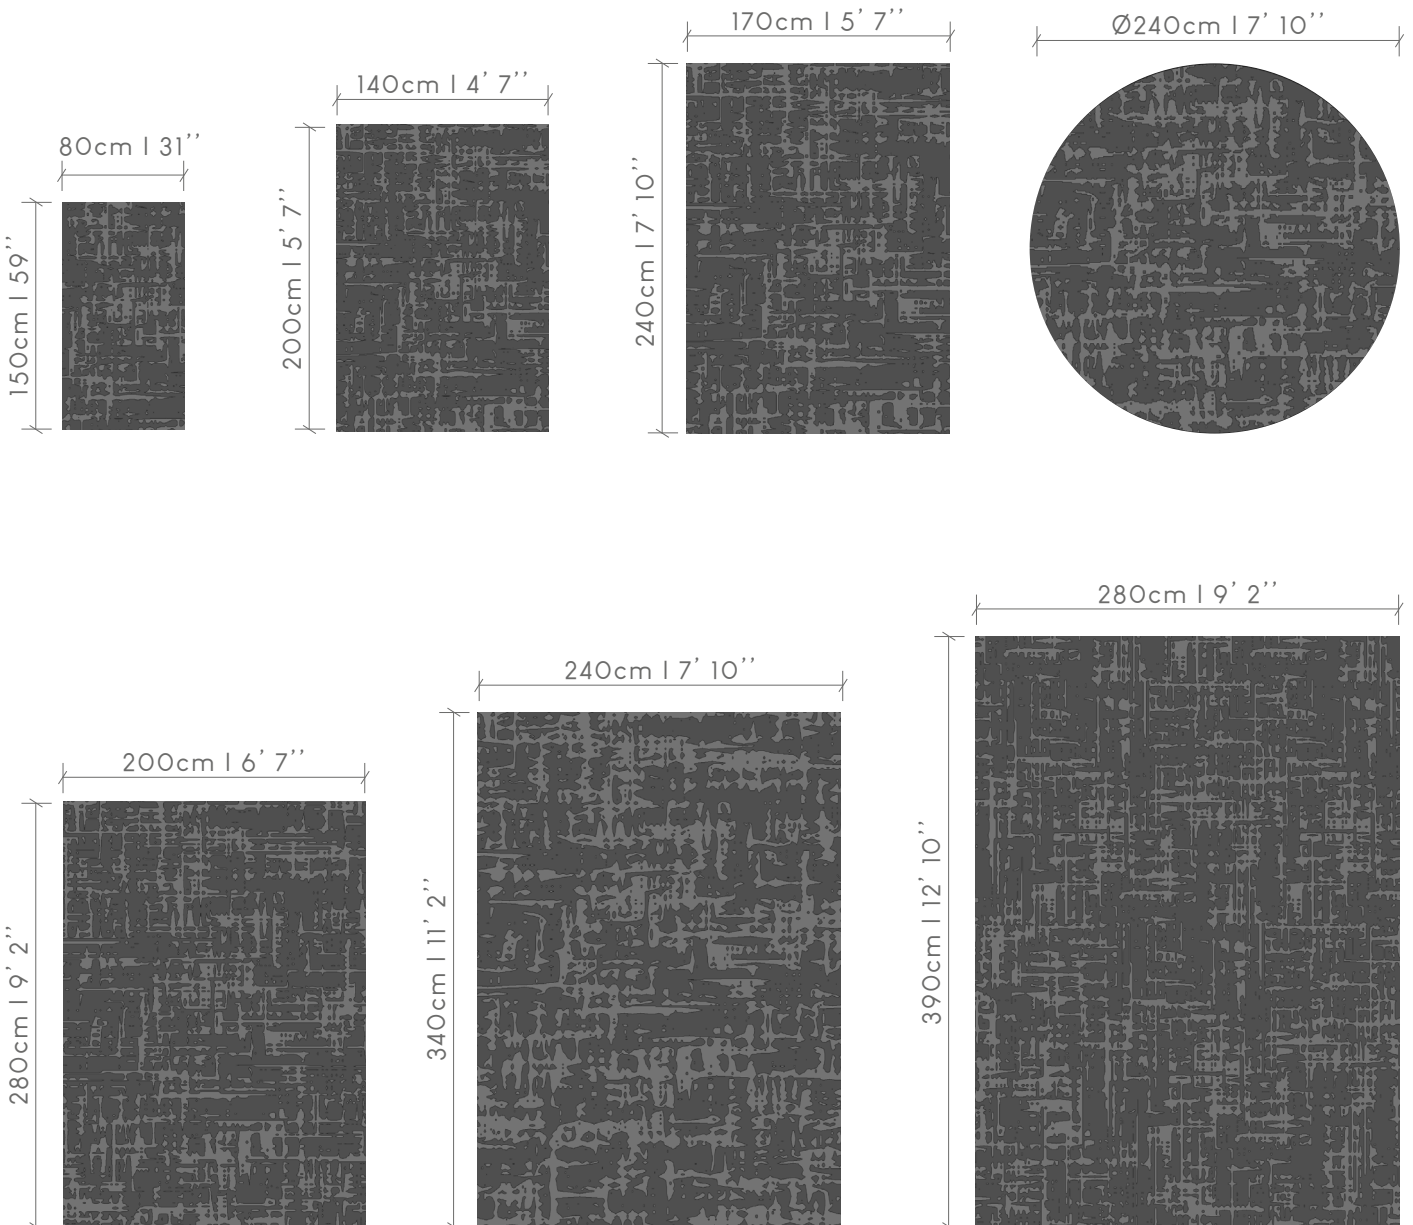 170cm | 5’ 7’’
Ø240cm | 7’ 10’’
140cm | 4’ 7’’
80cm | 31’’
150cm | 59’’
200cm | 5’ 7’’
240cm | 7’ 10’’
280cm | 9’ 2’’
240cm | 7’ 10’’
200cm | 6’ 7’’
280cm | 9’ 2’’
340cm | 11’ 2’’
390cm | 12’ 10’’